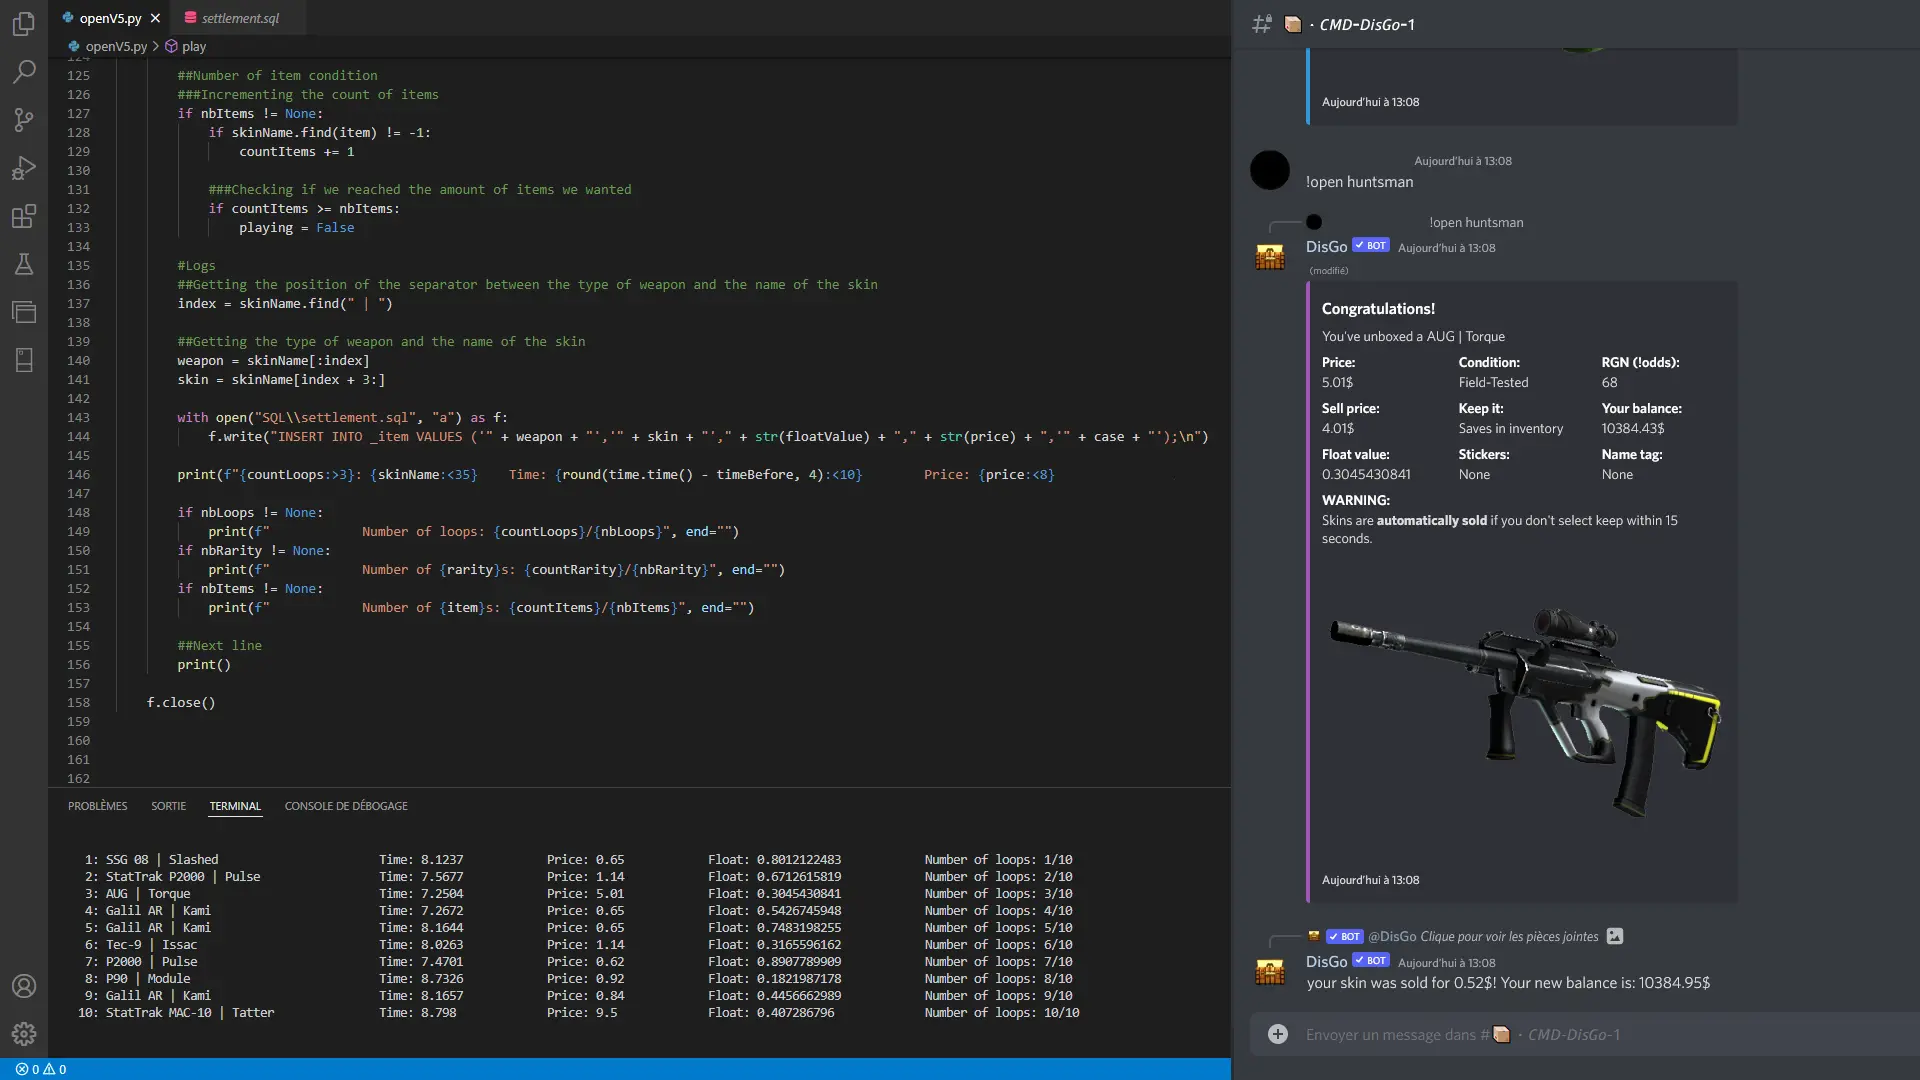 openV5.py
settlement.sql
openV5.py > play
124
125 ##Number of item condition
126 ###Incrementing the count of items
127 if nbItems != None:
128 if skinName.find(item) != -1:
129 countItems += 1
130
131 ###Checking if we reached the amount of items we wanted
132 if countItems >= nbItems:
133 playing = False
134
135 #Logs
136 ##Getting the position of the separator between the type of weapon and the name of the skin
137 index = skinName.find(" | ")
138
139 ##Getting the type of weapon and the name of the skin
140 weapon = skinName[:index]
141 skin = skinName[index + 3:]
142
143 with open("SQL\\settlement.sql", "a") as f:
144 f.write("INSERT INTO _item VALUES ('" + weapon + "','" + skin + "'," + str(floatValue) + "," + str(price) + ",'" + case + "');\n")
145
146 print(f"{countLoops:>3}: {skinName:<35} Time: {round(time.time() - timeBefore, 4):<10} Price: {price:<8}
147
148 if nbLoops != None:
149 print(f" Number of loops: {countLoops}/{nbLoops}", end="")
150 if nbRarity != None:
151 print(f" Number of {rarity}s: {countRarity}/{nbRarity}", end="")
152 if nbItems != None:
153 print(f" Number of {item}s: {countItems}/{nbItems}", end="")
154
155 ##Next line
156 print()
157
158 f.close()
159
160
161
162
PROBLÈMES SORTIE TERMINAL CONSOLE DE DÉBOGAGE
1: SSG 08 | Slashed Time: 8.1237 Price: 0.65 Float: 0.8012122483 Number of loops: 1/10
2: StatTrak P2000 | Pulse Time: 7.5677 Price: 1.14 Float: 0.6712615819 Number of loops: 2/10
3: AUG | Torque Time: 7.2504 Price: 5.01 Float: 0.3045430841 Number of loops: 3/10
4: Galil AR | Kami Time: 7.2672 Price: 0.65 Float: 0.5426745948 Number of loops: 4/10
5: Galil AR | Kami Time: 8.1644 Price: 0.65 Float: 0.7483198255 Number of loops: 5/10
6: Tec-9 | Issac Time: 8.0263 Price: 1.14 Float: 0.3165596162 Number of loops: 6/10
7: P2000 | Pulse Time: 7.4701 Price: 0.62 Float: 0.8907789909 Number of loops: 7/10
8: P90 | Module Time: 8.7326 Price: 0.92 Float: 0.1821987178 Number of loops: 8/10
9: Galil AR | Kami Time: 8.1657 Price: 0.84 Float: 0.4456662989 Number of loops: 9/10
10: StatTrak MAC-10 | Tatter Time: 8.798 Price: 9.5 Float: 0.407286796 Number of loops: 10/10
0 0
· CMD-DisGo-1
Aujourd'hui à 13:08
Aujourd'hui à 13:08
!open huntsman
!open huntsman
DisGo ✓ BOT Aujourd'hui à 13:08
(modifié)
Congratulations!
You've unboxed a AUG | Torque
Price: Condition: RGN (!odds):
5.01$ Field-Tested 68
Sell price: Keep it: Your balance:
4.01$ Saves in inventory 10384.43$
Float value: Stickers: Name tag:
0.3045430841 None None
WARNING:
Skins are automatically sold if you don't select keep within 15
seconds.
Aujourd'hui à 13:08
✓ BOT @DisGo Clique pour voir les pièces jointes
DisGo ✓ BOT Aujourd'hui à 13:08
your skin was sold for 0.52$! Your new balance is: 10384.95$
Envoyer un message dans # · CMD-DisGo-1